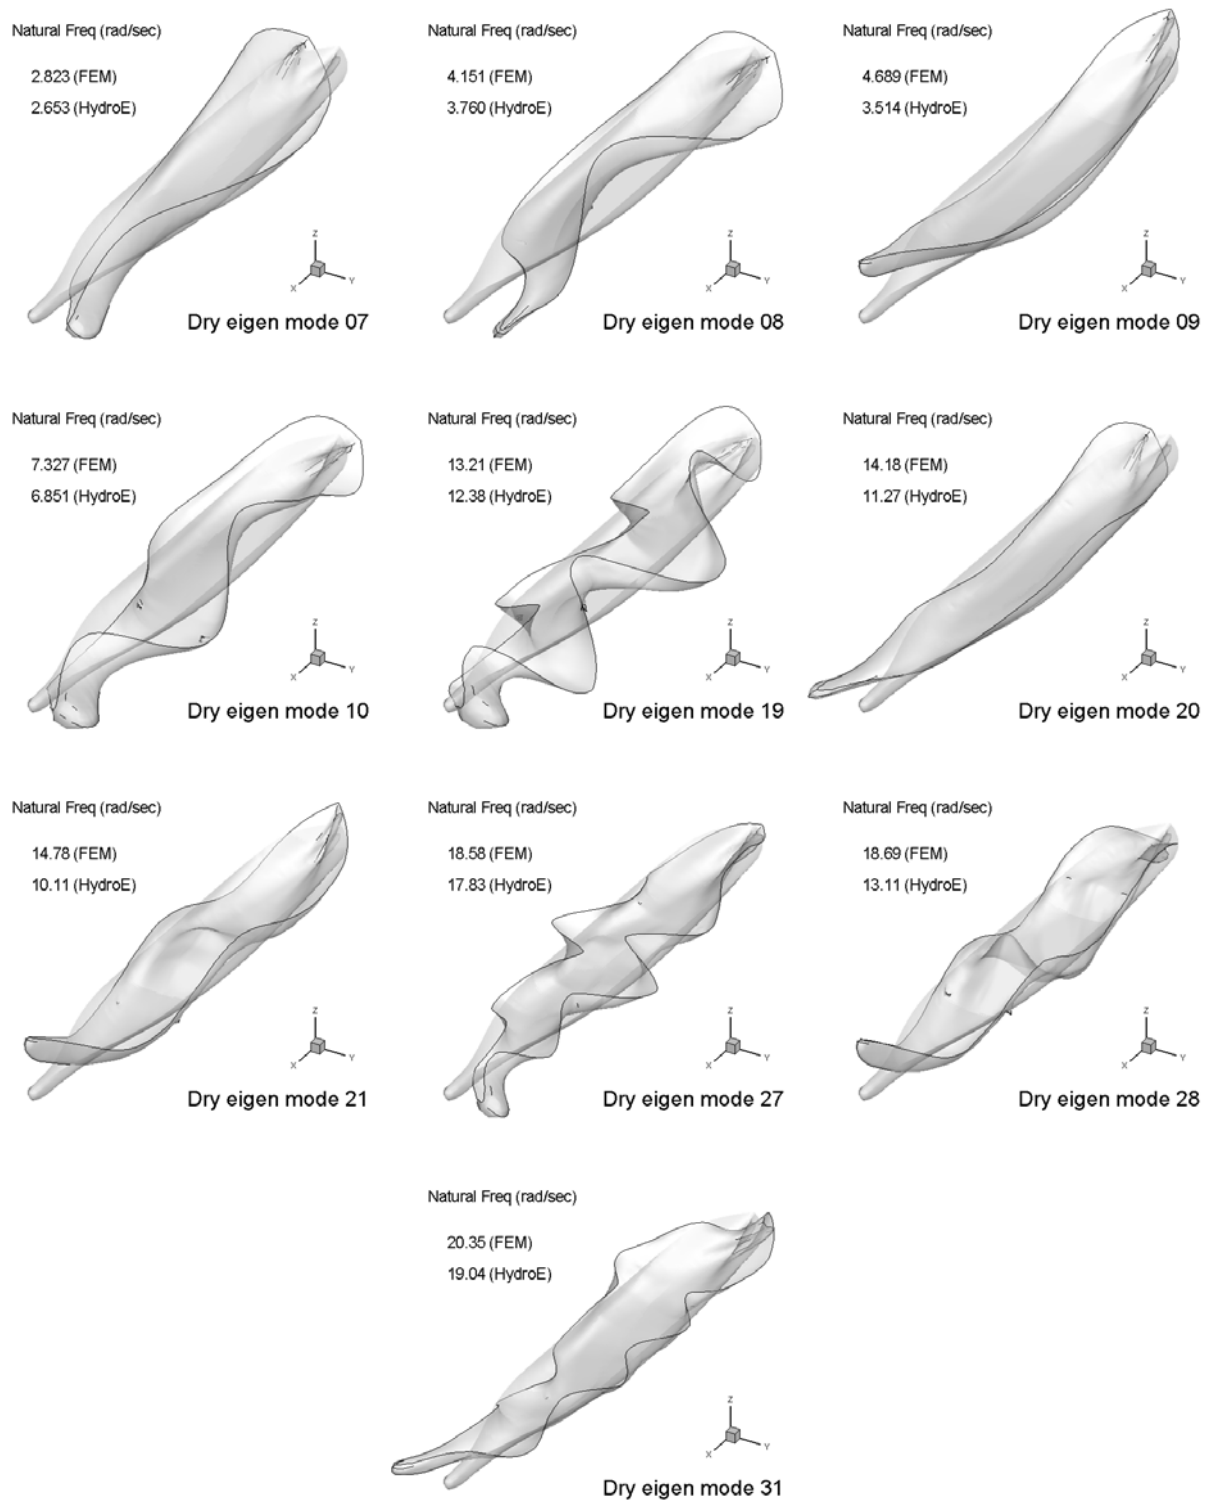 Natural Freq (rad/sec)
2.823 (FEM)
2.653 (HydroE)
Z
X
Y
Dry eigen mode 07
Natural Freq (rad/sec)
4.151 (FEM)
3.760 (HydroE)
Z
X
Y
Dry eigen mode 08
Natural Freq (rad/sec)
4.689 (FEM)
3.514 (HydroE)
Z
X
Y
Dry eigen mode 09
Natural Freq (rad/sec)
7.327 (FEM)
6.851 (HydroE)
Z
X
Y
Dry eigen mode 10
Natural Freq (rad/sec)
13.21 (FEM)
12.38 (HydroE)
Z
X
Y
Dry eigen mode 19
Natural Freq (rad/sec)
14.18 (FEM)
11.27 (HydroE)
Z
X
Y
Dry eigen mode 20
Natural Freq (rad/sec)
14.78 (FEM)
10.11 (HydroE)
Z
X
Y
Dry eigen mode 21
Natural Freq (rad/sec)
18.58 (FEM)
17.83 (HydroE)
Z
X
Y
Dry eigen mode 27
Natural Freq (rad/sec)
18.69 (FEM)
13.11 (HydroE)
Z
X
Y
Dry eigen mode 28
Natural Freq (rad/sec)
20.35 (FEM)
19.04 (HydroE)
Z
X
Y
Dry eigen mode 31